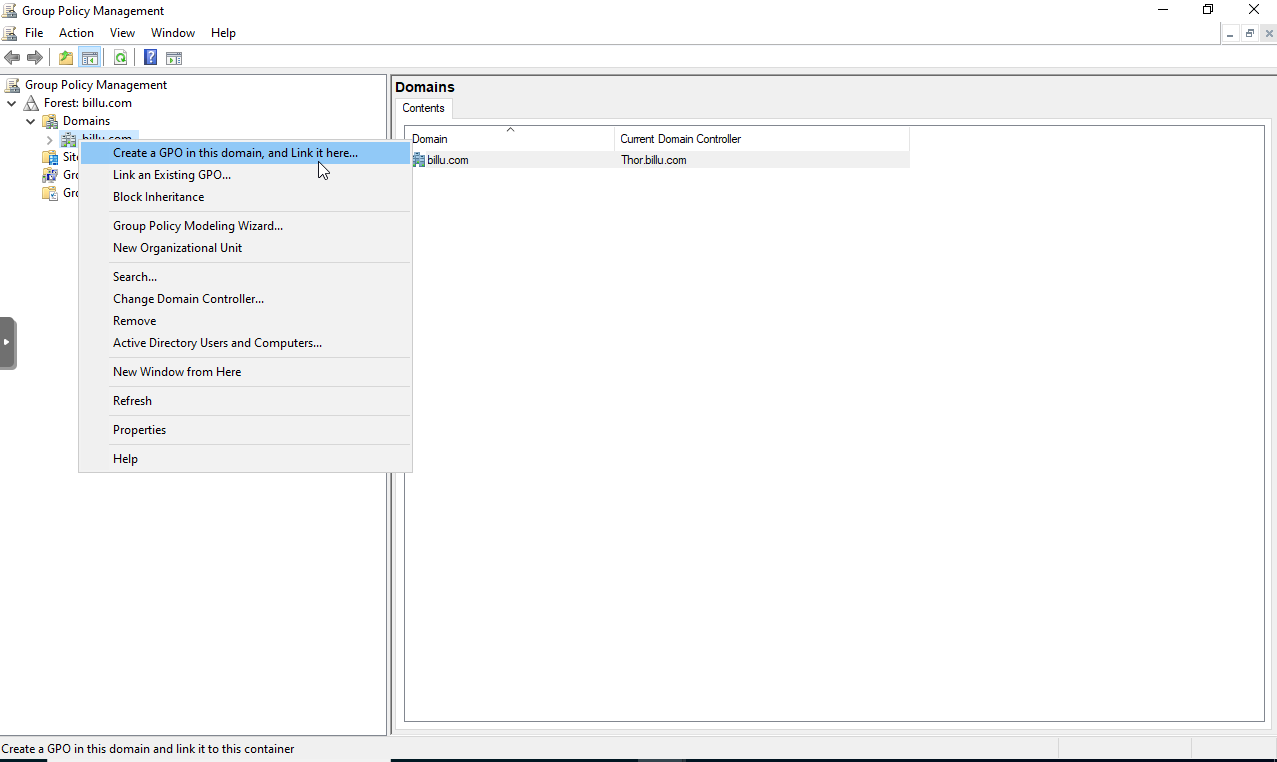 Group Policy Management
File Action View Window Help
Group Policy Management
Forest: billu.com
Domains
billu.com
Create a GPO in this domain, and Link it here...
Link an Existing GPO...
Block Inheritance
Group Policy Modeling Wizard...
New Organizational Unit
Search...
Change Domain Controller...
Remove
Active Directory Users and Computers...
New Window from Here
Refresh
Properties
Help
Domains
Contents
Domain Current Domain Controller
billu.com Thor.billu.com
Create a GPO in this domain and link it to this container